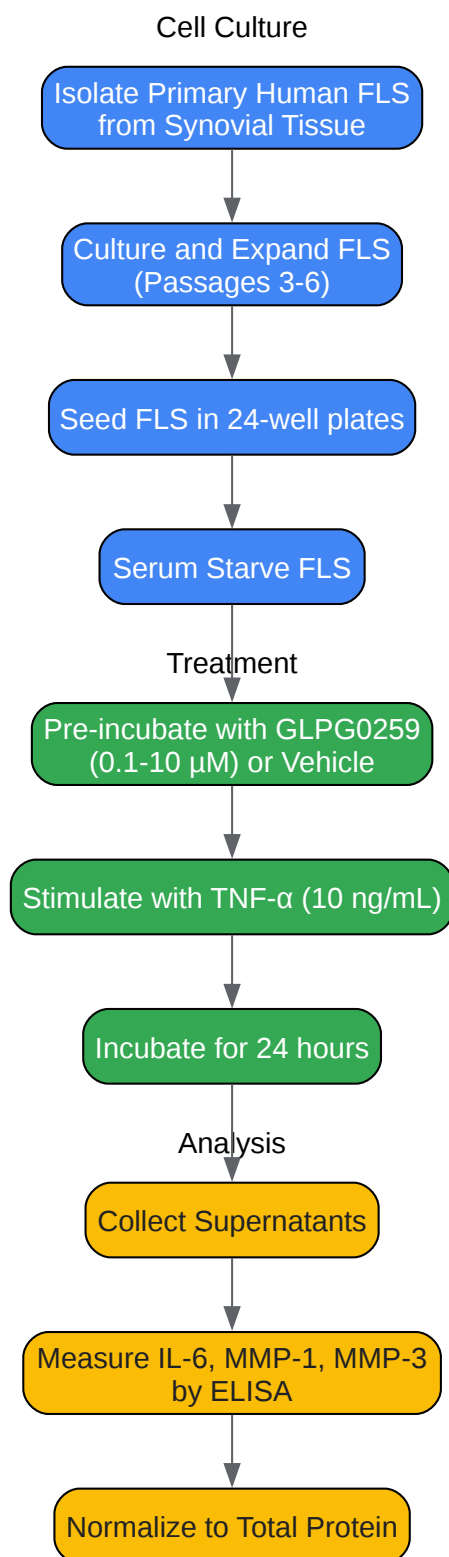 Cell Culture
Isolate Primary Human FLS
from Synovial Tissue
Culture and Expand FLS
(Passages 3-6)
Seed FLS in 24-well plates
Serum Starve FLS
Treatment
Pre-incubate with GLPG0259
(0.1-10 μM) or Vehicle
Stimulate with TNF-α (10 ng/mL)
Incubate for 24 hours
Analysis
Collect Supernatants
Measure IL-6, MMP-1, MMP-3
by ELISA
Normalize to Total Protein